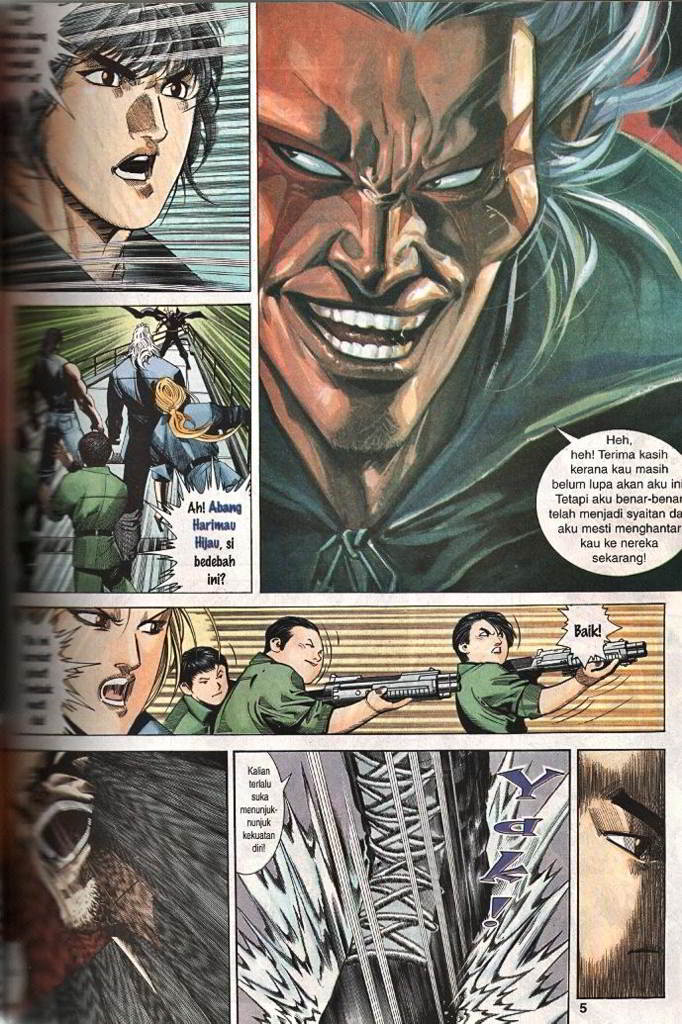 Heh,
heh! Terima kasih
kerana kau masih
belum lupa akan aku ini
Tetapi aku benar-benar
telah menjadi syaitan da
aku mesti menghantar
kau ke nereka
sekarang!
Ah! Abang
Harimau
Hijau, si
bedebah
ini?
Baik!
Kalian
terlalu
suka
menunjuk-
nunjuk
kekuatan
diri!
Yak!
5